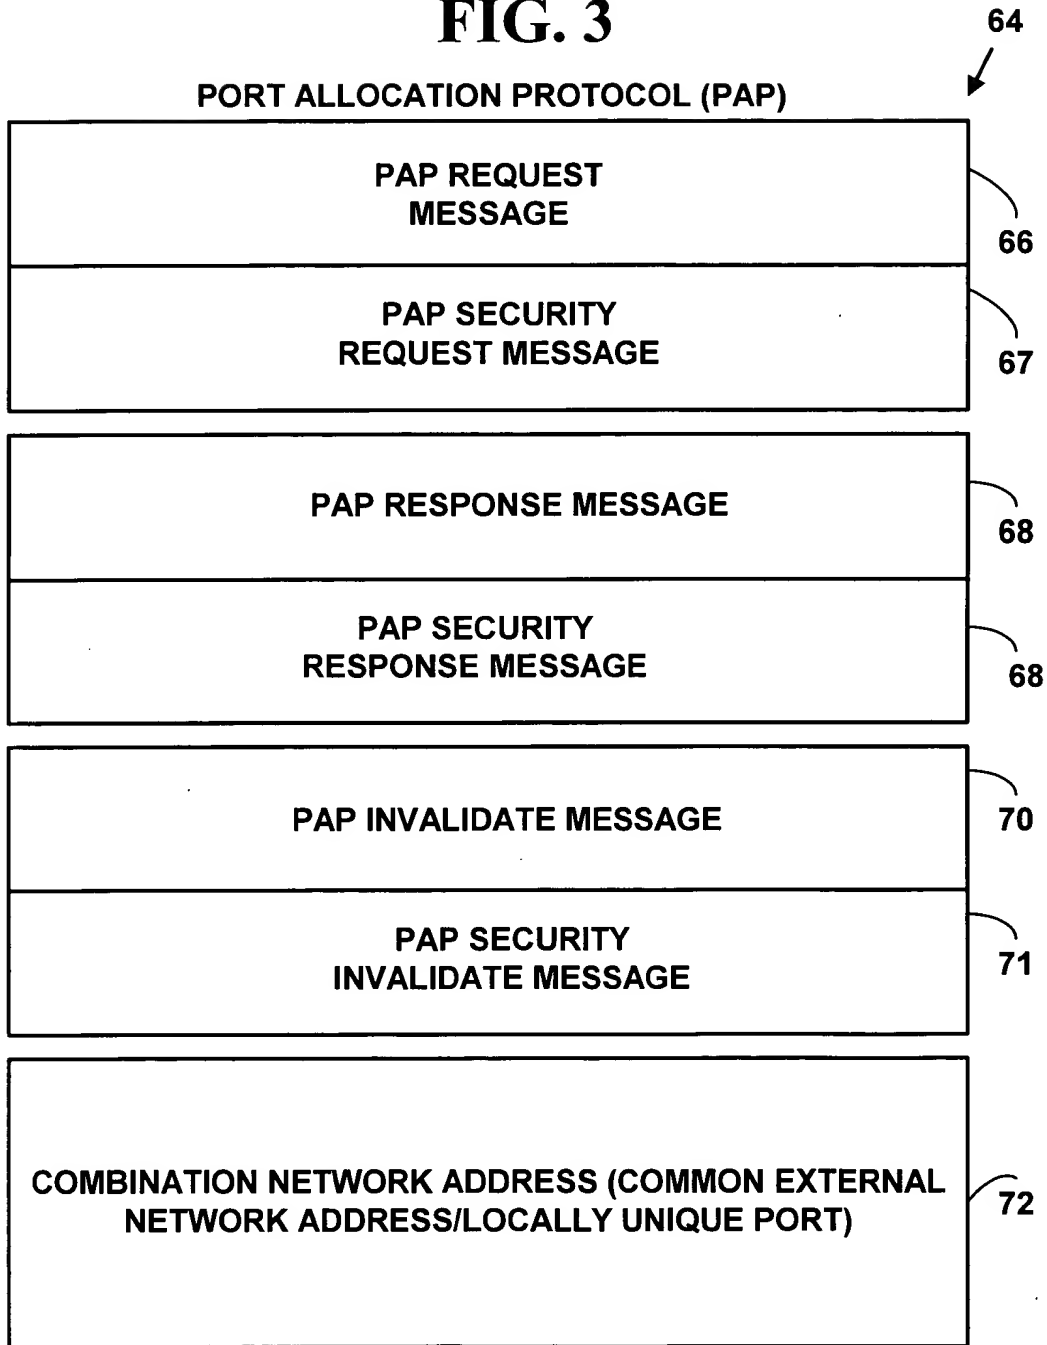 FIG. 3
64
PORT ALLOCATION PROTOCOL (PAP)
PAP REQUEST
MESSAGE
66
PAP SECURITY
REQUEST MESSAGE
67
PAP RESPONSE MESSAGE
68
PAP SECURITY
RESPONSE MESSAGE
68
PAP INVALIDATE MESSAGE
70
PAP SECURITY
INVALIDATE MESSAGE
71
COMBINATION NETWORK ADDRESS (COMMON EXTERNAL
NETWORK ADDRESS/LOCALLY UNIQUE PORT)
72